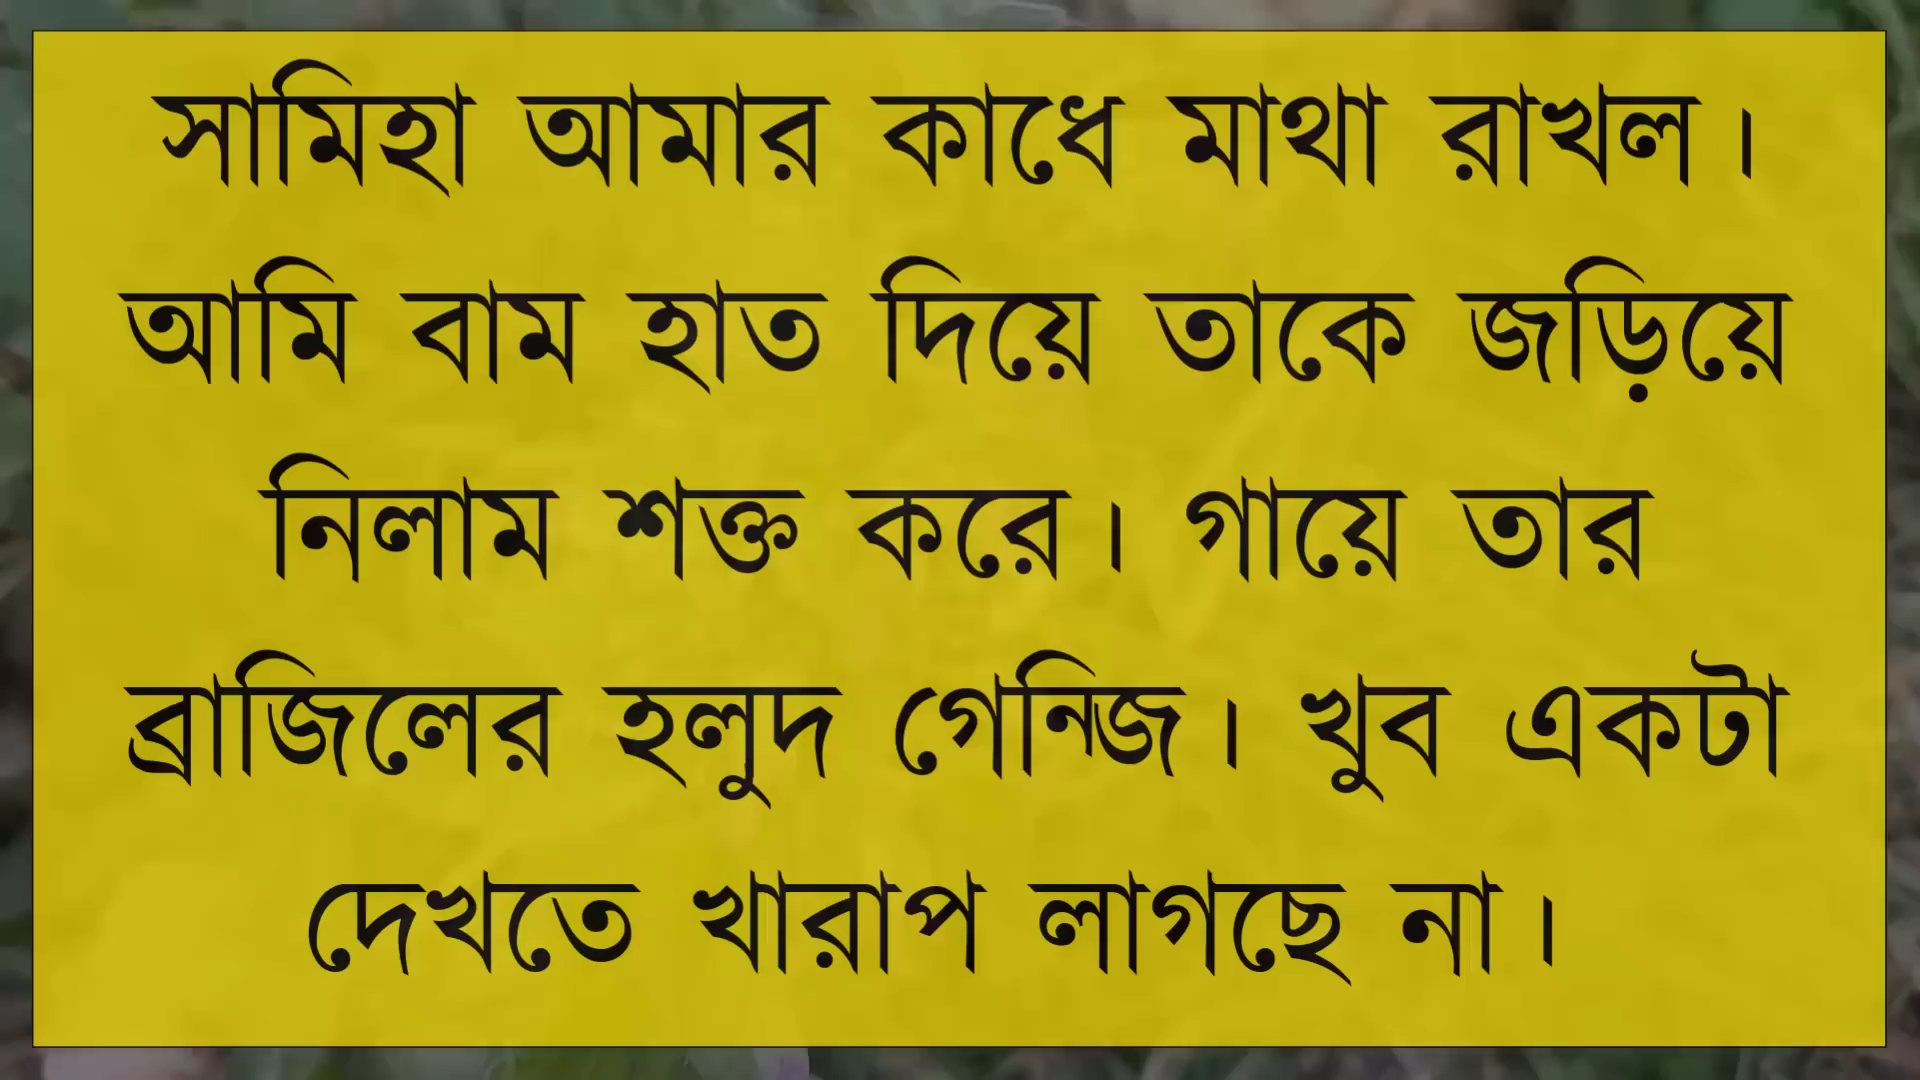 সামিহা আমার কাধে মাথা রাখল।
আমি বাম হাত দিয়ে তাকে জড়িয়ে
নিলাম শক্ত করে। গায়ে তার
ব্রাজিলের হলুদ গেন্জি। খুব একটা
দেখতে খারাপ লাগছে না।